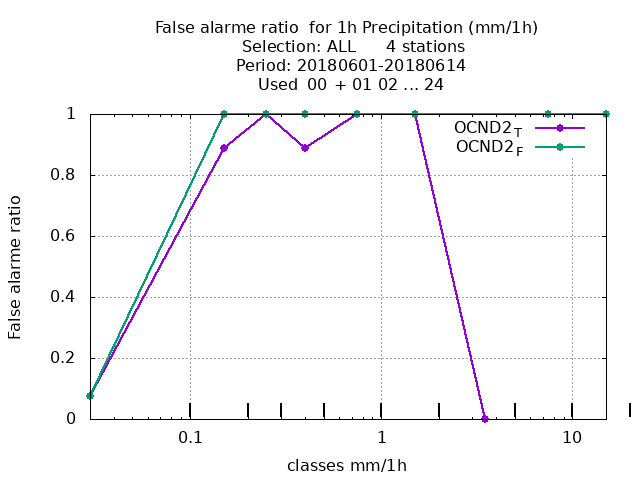 False alarme ratio  for 1h Precipitation (mm/1h)
Selection: ALL      4 stations
Period: 20180601-20180614
Used  00  + 01 02 ... 24
1
0.8
0.6
0.4
0.2
0
False alarme ratio
OCND2T
OCND2F
0.1 1 10
classes mm/1h